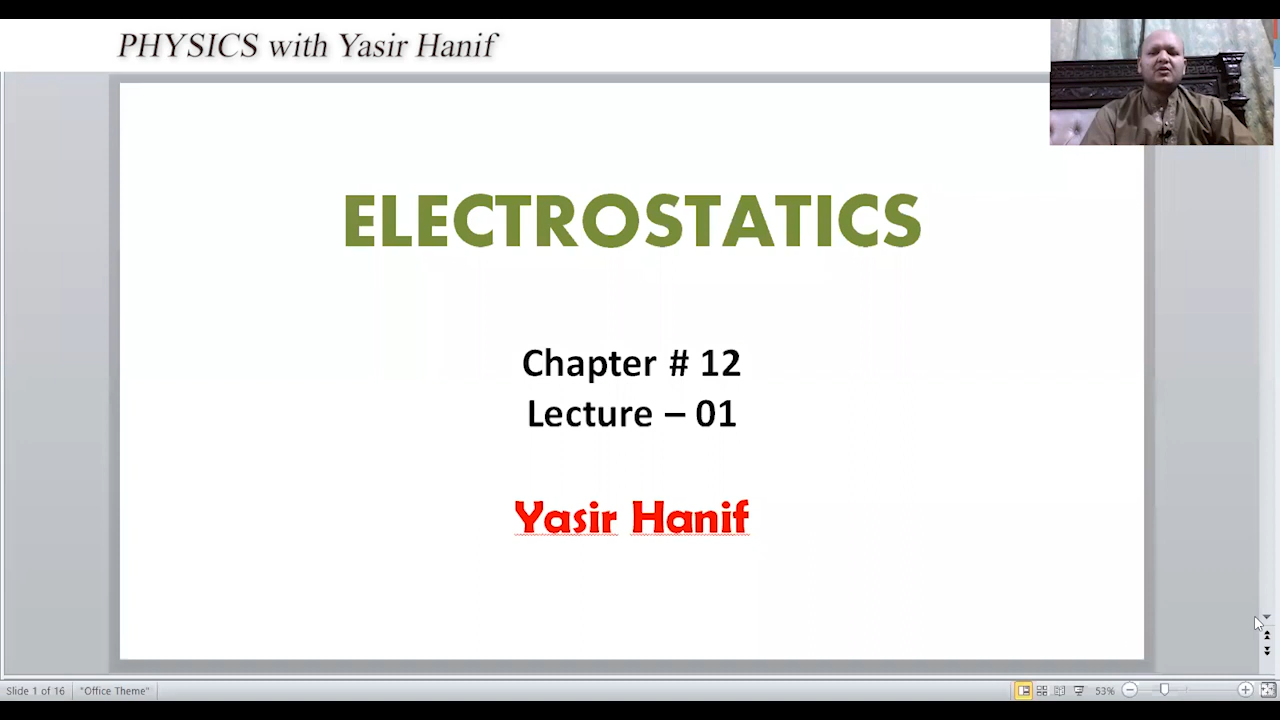 PHYSICS with Yasir Hanif
ELECTROSTATICS
Chapter # 12
Lecture – 01
Yasir Hanif
Slide 1 of 16
"Office Theme"
53%